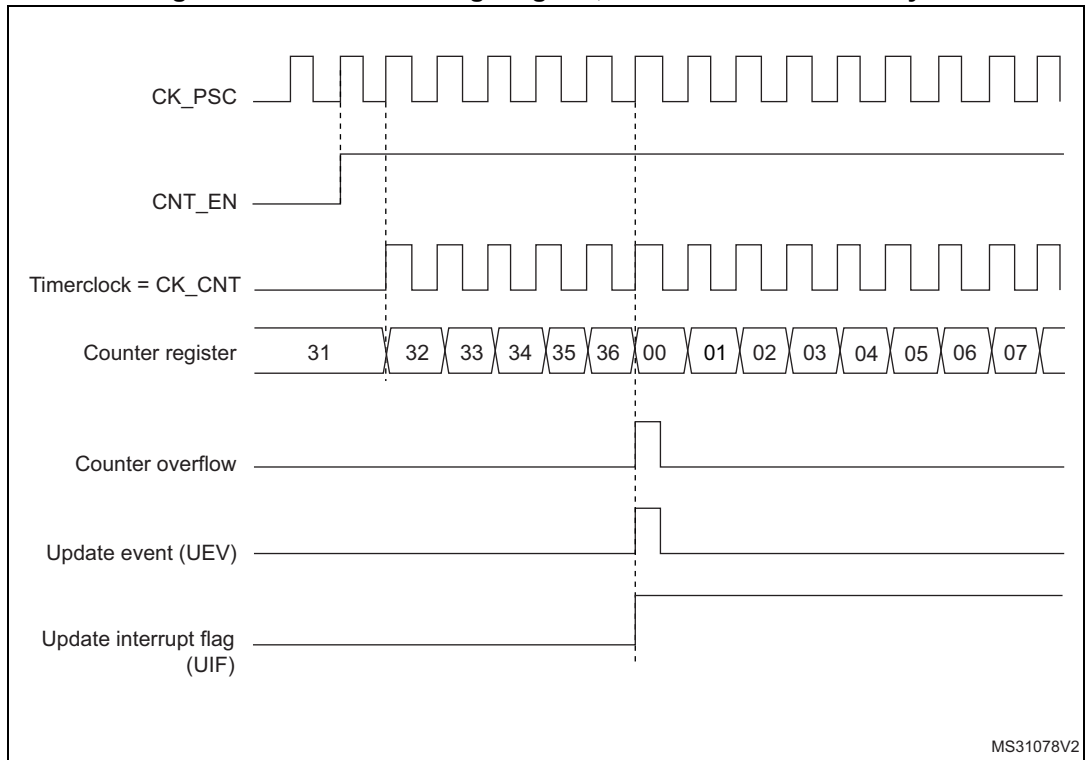 CK_PSC
CNT_EN
Timerclock = CK_CNT
Counter register 31 32 33 34 35 36 00 01 02 03 04 05 06 07
Counter overflow
Update event (UEV)
Update interrupt flag
(UIF)
MS31078V2